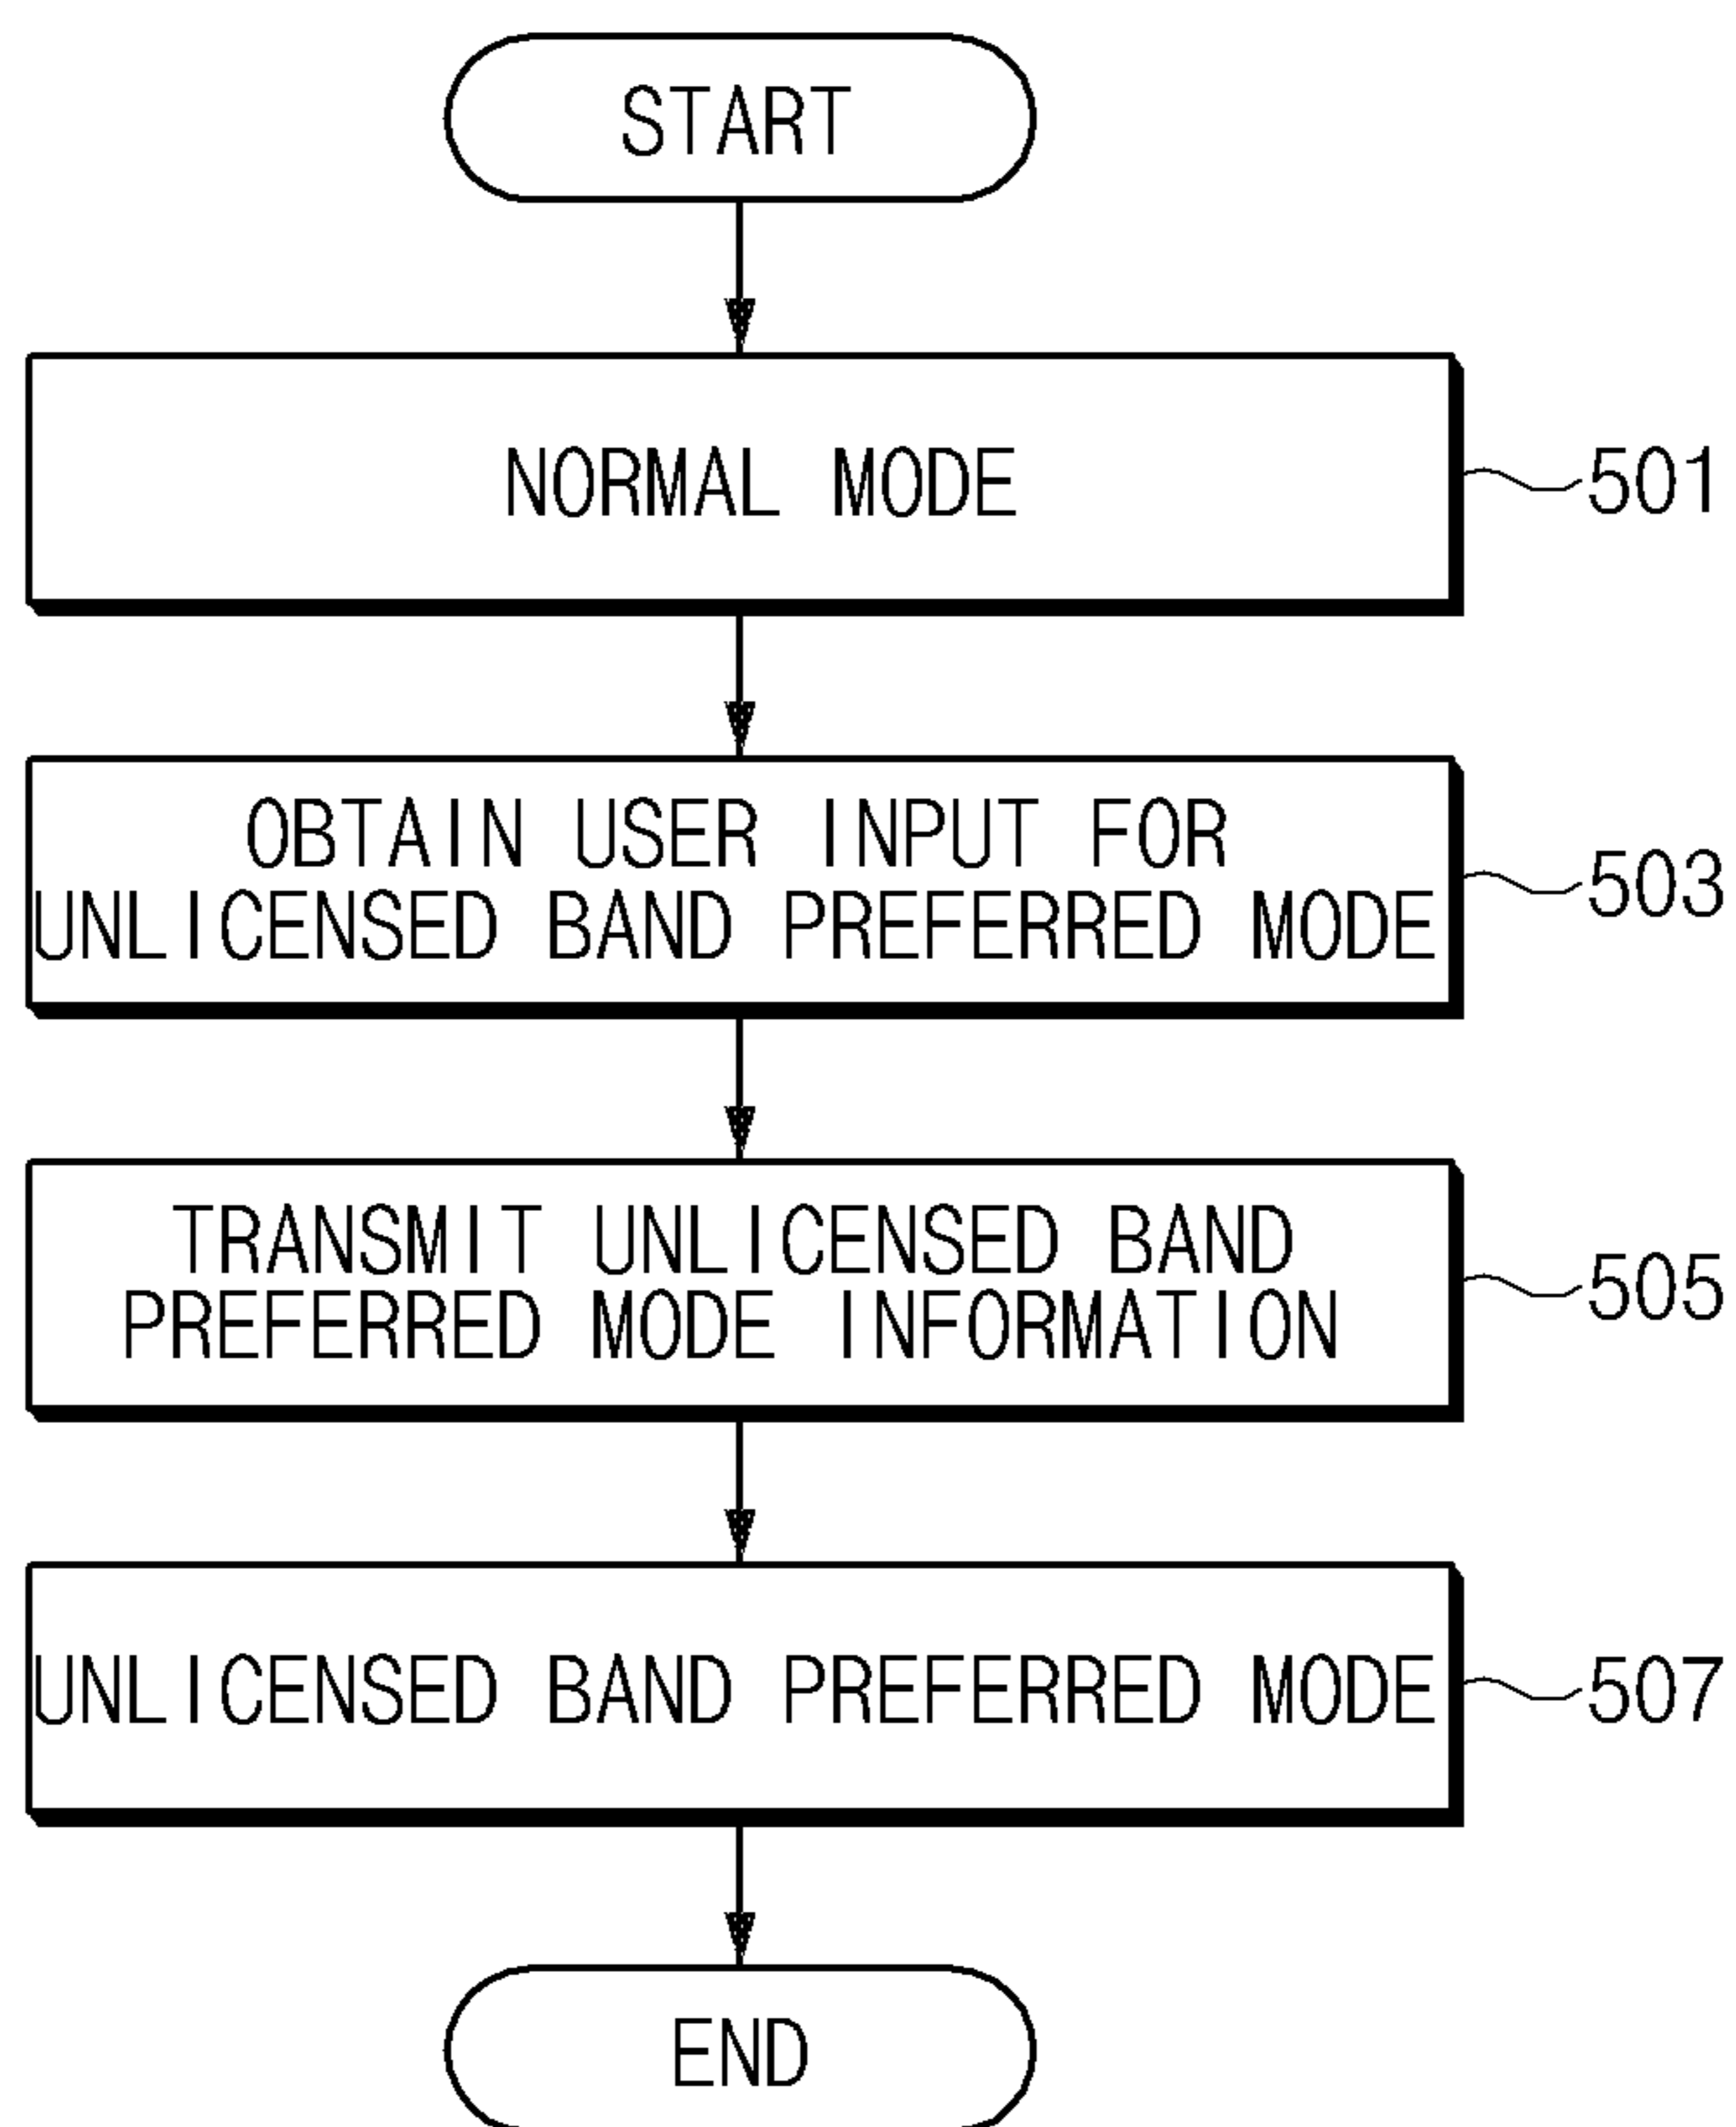 START
NORMAL MODE
501
OBTAIN USER INPUT FOR
UNLICENSED BAND PREFERRED MODE
503
TRANSMIT UNLICENSED BAND
PREFERRED MODE INFORMATION
505
UNLICENSED BAND PREFERRED MODE
507
END